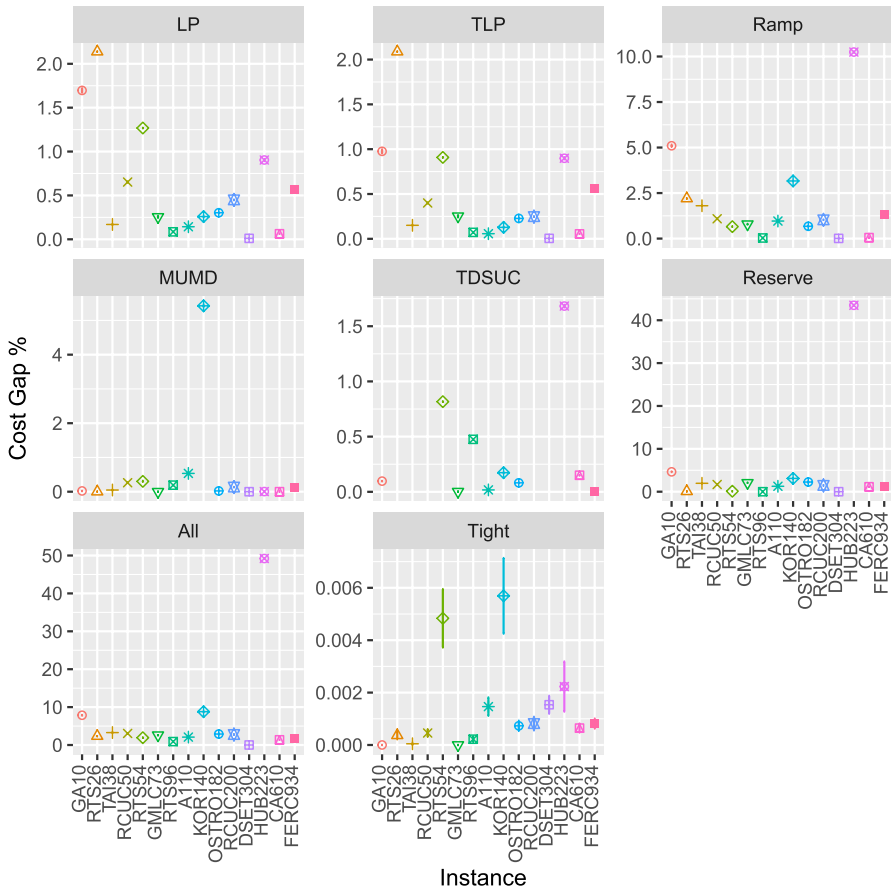 LP
TLP
Ramp
2.0
1.5
1.0
0.5
0.0
2.0
1.5
1.0
0.5
0.0
10.0
7.5
5.0
2.5
0.0
MUMD
TDSUC
Reserve
4
2
0
1.5
1.0
0.5
0.0
40
30
20
10
0
Cost Gap %
All
Tight
50
40
30
20
10
0
0.006
0.004
0.002
0.000
GA10
RTS26
TAI38
RCUC50
RTS54
GMLC73
RTS96
A110
KOR140
OSTRO182
RCUC200
DSET304
HUB223
CA610
FERC934
GA10
RTS26
TAI38
RCUC50
RTS54
GMLC73
RTS96
A110
KOR140
OSTRO182
RCUC200
DSET304
HUB223
CA610
FERC934
GA10
RTS26
TAI38
RCUC50
RTS54
GMLC73
RTS96
A110
KOR140
OSTRO182
RCUC200
DSET304
HUB223
CA610
FERC934
Instance